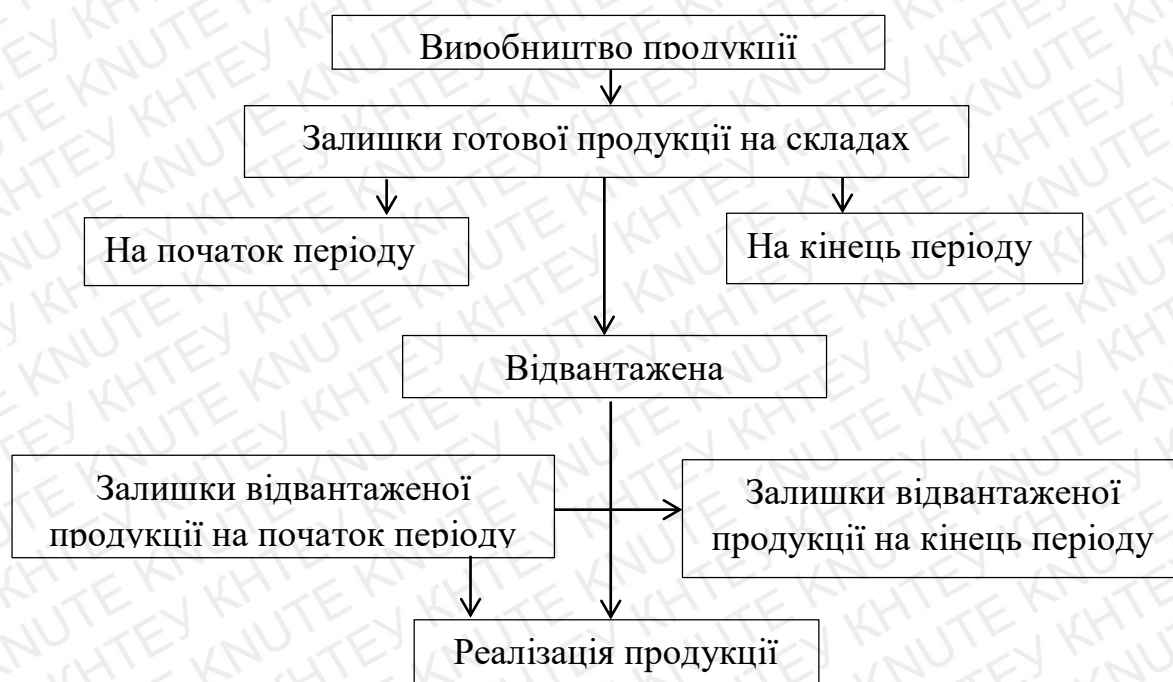 Виробництво продукції
Залишки готової продукції на складах
На початок періоду
На кінець періоду
Відвантажена
Залишки відвантаженої
продукції на початок періоду
Залишки відвантаженої
продукції на кінець періоду
Реалізація продукції